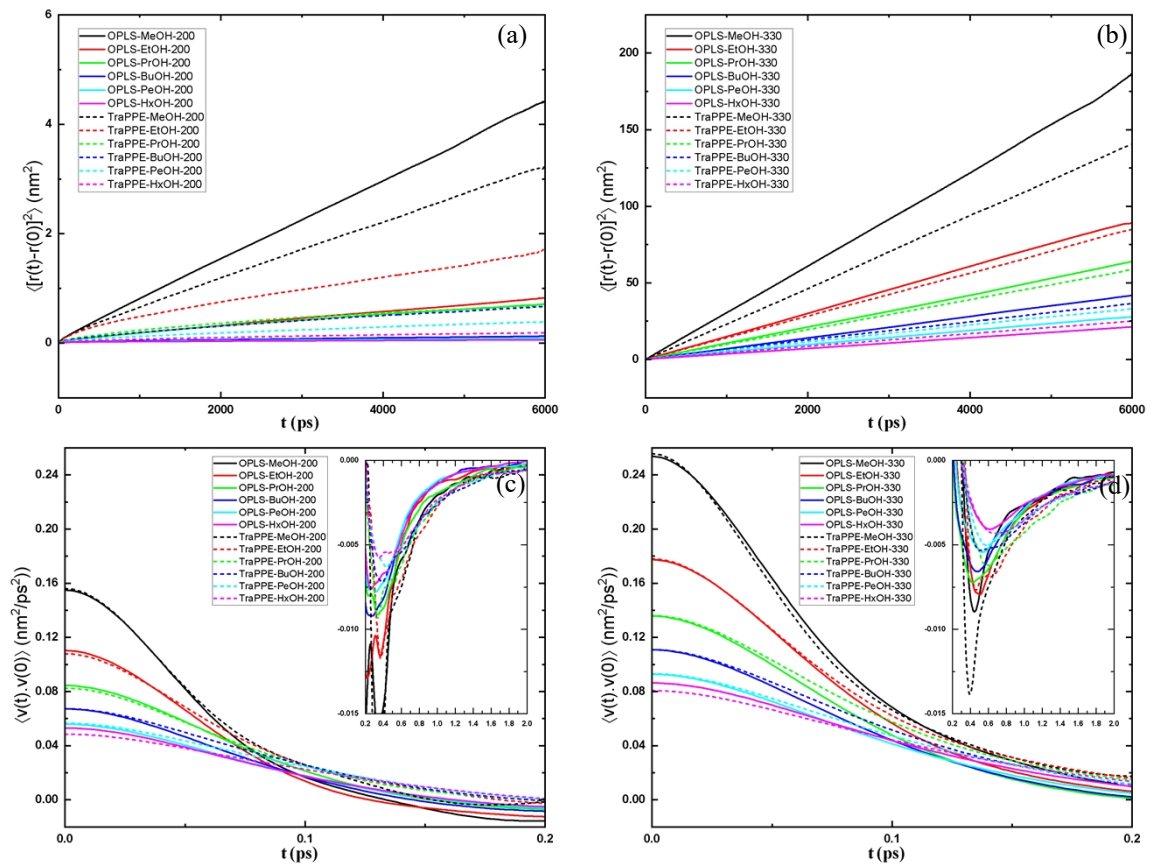 (a)
6
4
2
0
⟨[r(t)-r(0)]²⟩ (nm²)
OPLS-MeOH-200
OPLS-EtOH-200
OPLS-PrOH-200
OPLS-BuOH-200
OPLS-PeOH-200
OPLS-HxOH-200
TraPPE-MeOH-200
TraPPE-EtOH-200
TraPPE-PrOH-200
TraPPE-BuOH-200
TraPPE-PeOH-200
TraPPE-HxOH-200
0 2000 4000 6000
t (ps)
(b)
200
175
150
125
100
75
50
25
0
⟨[r(t)-r(0)]²⟩ (nm²)
OPLS-MeOH-330
OPLS-EtOH-330
OPLS-PrOH-330
OPLS-BuOH-330
OPLS-PeOH-330
OPLS-HxOH-330
TraPPE-MeOH-330
TraPPE-EtOH-330
TraPPE-PrOH-330
TraPPE-BuOH-330
TraPPE-PeOH-330
TraPPE-HxOH-330
0 2000 4000 6000
t (ps)
(c)
0.24
0.20
0.16
0.12
0.08
0.04
0.00
⟨v(t).v(0)⟩ (nm²/ps²)
OPLS-MeOH-200
OPLS-EtOH-200
OPLS-PrOH-200
OPLS-BuOH-200
OPLS-PeOH-200
OPLS-HxOH-200
TraPPE-MeOH-200
TraPPE-EtOH-200
TraPPE-PrOH-200
TraPPE-BuOH-200
TraPPE-PeOH-200
TraPPE-HxOH-200
0.000
-0.005
-0.010
-0.015
0.2 0.4 0.6 0.8 1.0 1.2 1.4 1.6 1.8 2.0
0.0 0.1 0.2
t (ps)
(d)
0.24
0.20
0.16
0.12
0.08
0.04
0.00
⟨v(t).v(0)⟩ (nm²/ps²)
OPLS-MeOH-330
OPLS-EtOH-330
OPLS-PrOH-330
OPLS-BuOH-330
OPLS-PeOH-330
OPLS-HxOH-330
TraPPE-MeOH-330
TraPPE-EtOH-330
TraPPE-PrOH-330
TraPPE-BuOH-330
TraPPE-PeOH-330
TraPPE-HxOH-330
0.000
-0.005
-0.010
-0.015
0.2 0.4 0.6 0.8 1.0 1.2 1.4 1.6 1.8 2.0
0.0 0.1 0.2
t (ps)